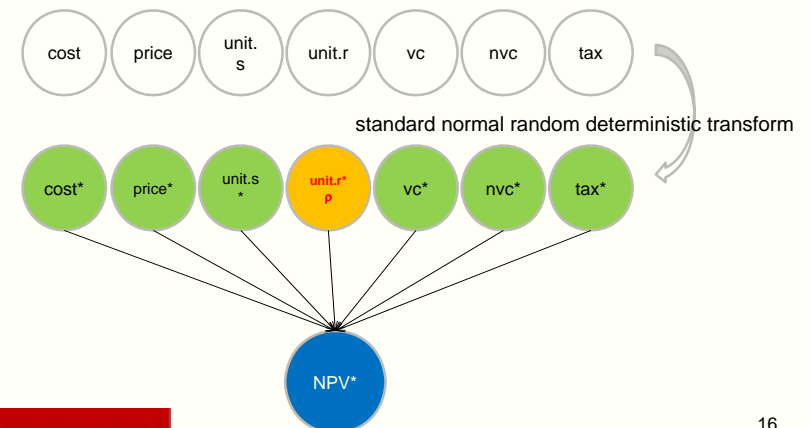 cost
price
unit.
s
unit.r
vc
nvc
tax
standard normal random deterministic transform
cost*
price*
unit.s
*
unit.r*
ρ
vc*
nvc*
tax*
NPV*
16